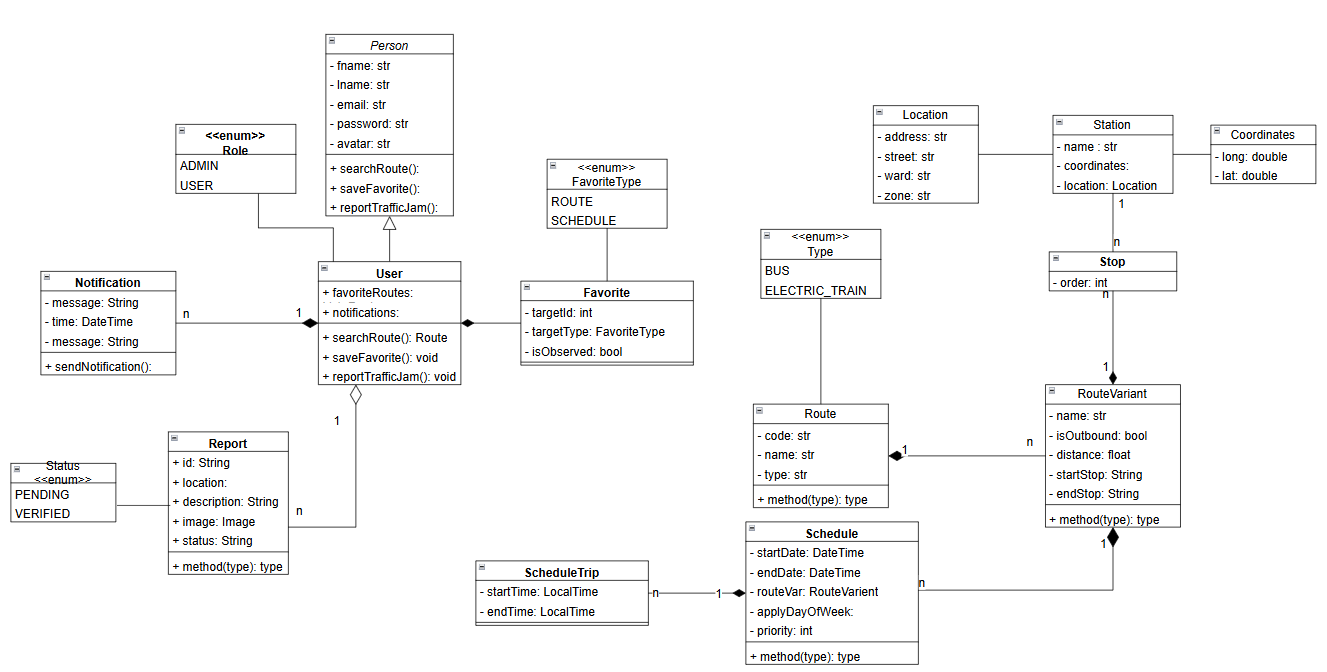 Person
- fname: str
- lname: str
- email: str
- password: str
- avatar: str
+ searchRoute():
+ saveFavorite():
+ reportTrafficJam():
<<enum>>
Role
ADMIN
USER
<<enum>>
FavoriteType
ROUTE
SCHEDULE
Location
- address: str
- street: str
- ward: str
- zone: str
Station
- name : str
- coordinates:
- location: Location
Coordinates
- long: double
- lat: double
1
n
Stop
- order: int
n
1
<<enum>>
Type
BUS
ELECTRIC_TRAIN
Notification
- message: String
- time: DateTime
- message: String
+ sendNotification():
n
1
User
+ favoriteRoutes:
+ notifications:
+ searchRoute(): Route
+ saveFavorite(): void
+ reportTrafficJam(): void
Favorite
- targetId: int
- targetType: FavoriteType
- isObserved: bool
1
n
Report
+ id: String
+ location:
+ description: String
+ image: Image
+ status: String
+ method(type): type
Status
<<enum>>
PENDING
VERIFIED
Route
- code: str
- name: str
- type: str
+ method(type): type
1
n
RouteVariant
- name: str
- isOutbound: bool
- distance: float
- startStop: String
- endStop: String
+ method(type): type
1
n
Schedule
- startDate: DateTime
- endDate: DateTime
- routeVar: RouteVarient
- applyDayOfWeek:
- priority: int
+ method(type): type
ScheduleTrip
- startTime: LocalTime
- endTime: LocalTime
n
1